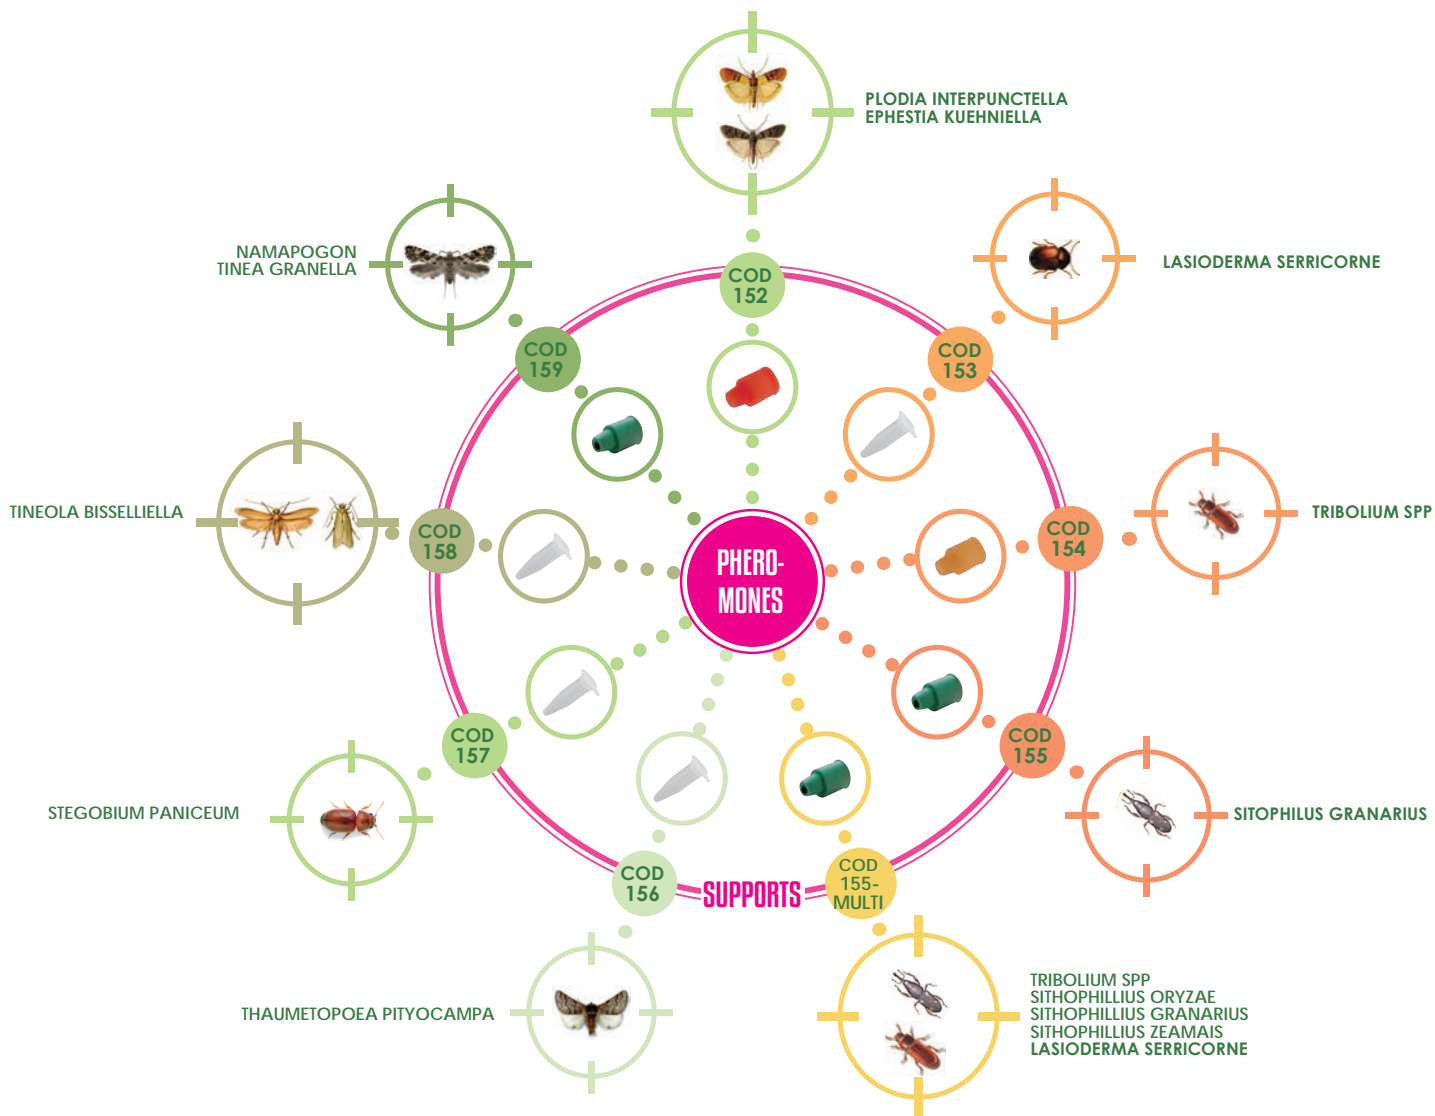 PLODIA INTERPUNCTELLA
EPHESTIA KUEHNIELLA
NAMAPOGON
TINEA GRANELLA
LASIODERMA SERRICORNE
COD
152
COD
159
COD
153
TINEOLA BISSELLIELLA
TRIBOLIUM SPP
COD
158
COD
154
PHERO-
MONES
COD
157
COD
155
STEGOBIUM PANICEUM
SITOPHILUS GRANARIUS
COD
156
SUPPORTS
COD
155-
MULTI
THAUMETOPOEA PITYOCAMPA
TRIBOLIUM SPP
SITHOPHILLIUS ORYZAE
SITHOPHILLIUS GRANARIUS
SITHOPHILLIUS ZEAMAIS
LASIODERMA SERRICORNE